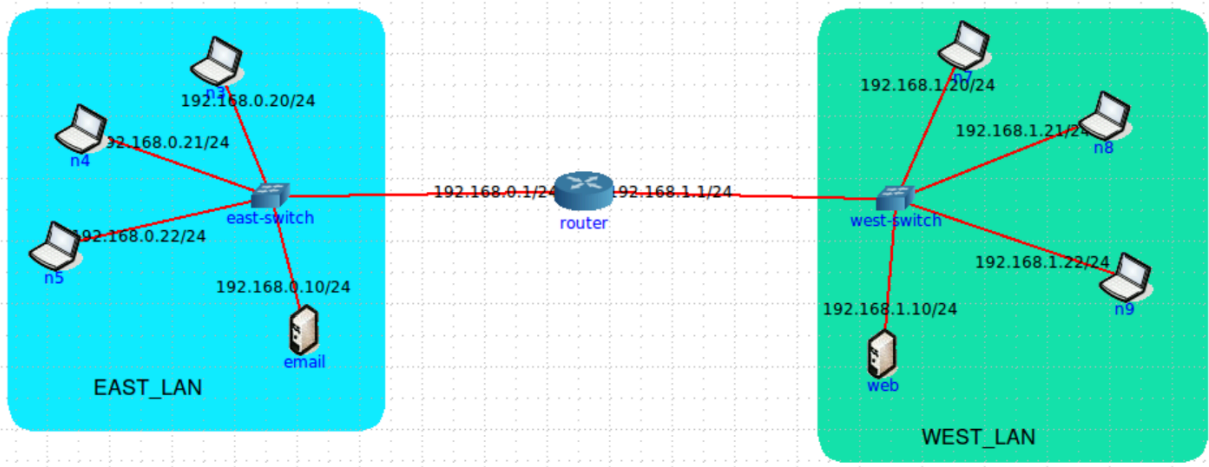 n3
192.168.0.20/24
92.168.0.21/24
n4
east-switch
192.168.0.22/24
n5
192.168.0.10/24
email
EAST_LAN
192.168.0.1/24
192.168.1.1/24
router
n7
192.168.1.20/24
192.168.1.21/24
n8
west-switch
192.168.1.22/24
n9
192.168.1.10/24
web
WEST_LAN